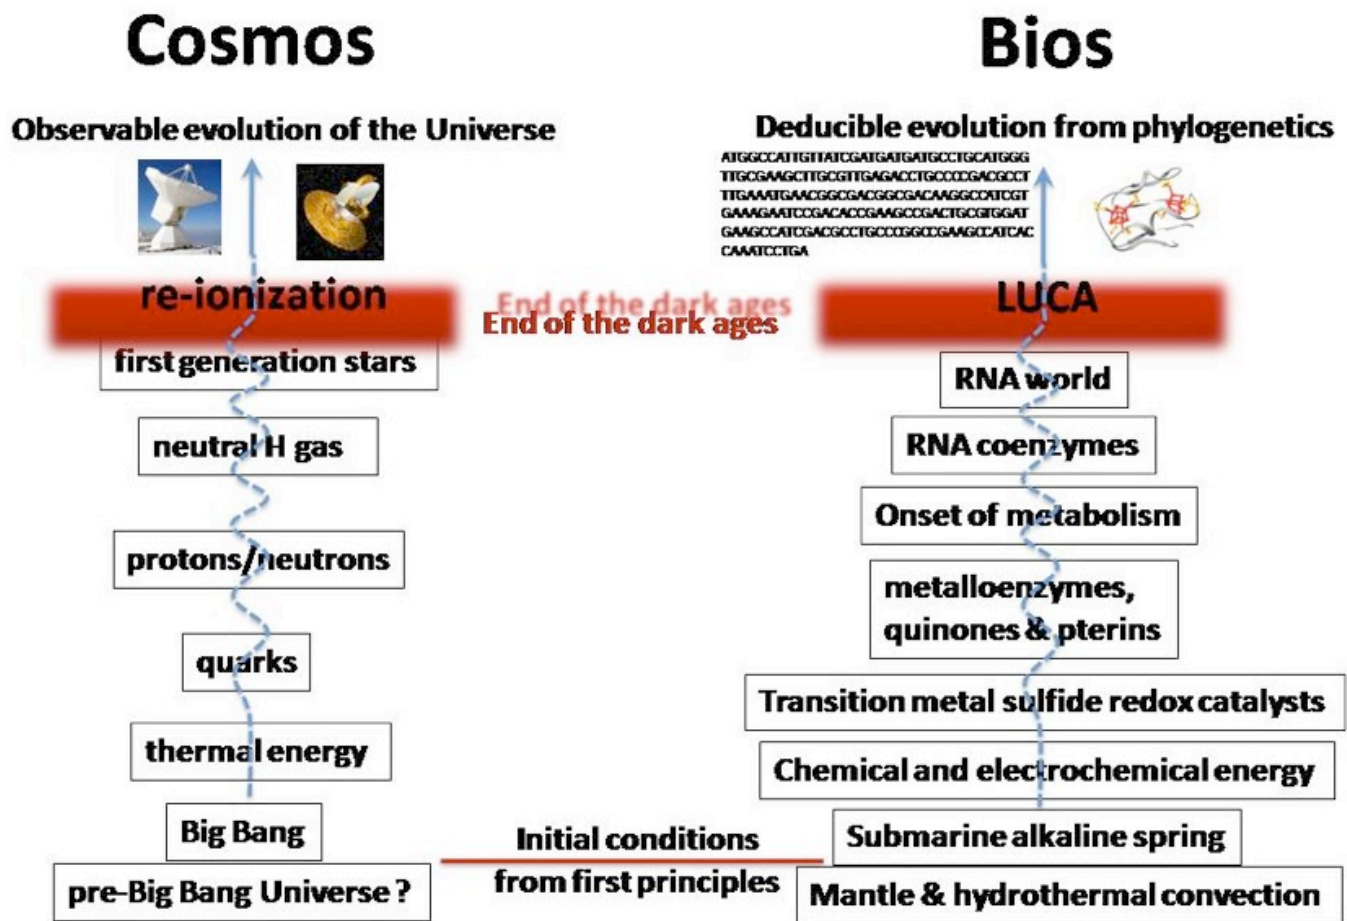 Cosmos
Bios
Observable evolution of the Universe
Deducible evolution from phylogenetics
ATGGCCATTGTTATCGATGATGATGCCTGCATGGG
TTGCGAAGCTTGCGTTGAGACCTGCCCCGACGCCT
TTGAAATGAACGGCGACGGCGACAAGGCCATCGT
GAAAGAATCCGACACCGAAGCCGACTGCGTGGAT
GAAGCCATCGACGCCTGCCCGGCCGAAGCCATCAC
CAAATCCTGA
re-ionization
End of the dark ages
End of the dark ages
LUCA
first generation stars
RNA world
neutral H gas
RNA coenzymes
Onset of metabolism
protons/neutrons
metalloenzymes,
quinones & pterins
quarks
Transition metal sulfide redox catalysts
thermal energy
Chemical and electrochemical energy
Big Bang
Initial conditions
Submarine alkaline spring
pre-Big Bang Universe ?
from first principles
Mantle & hydrothermal convection